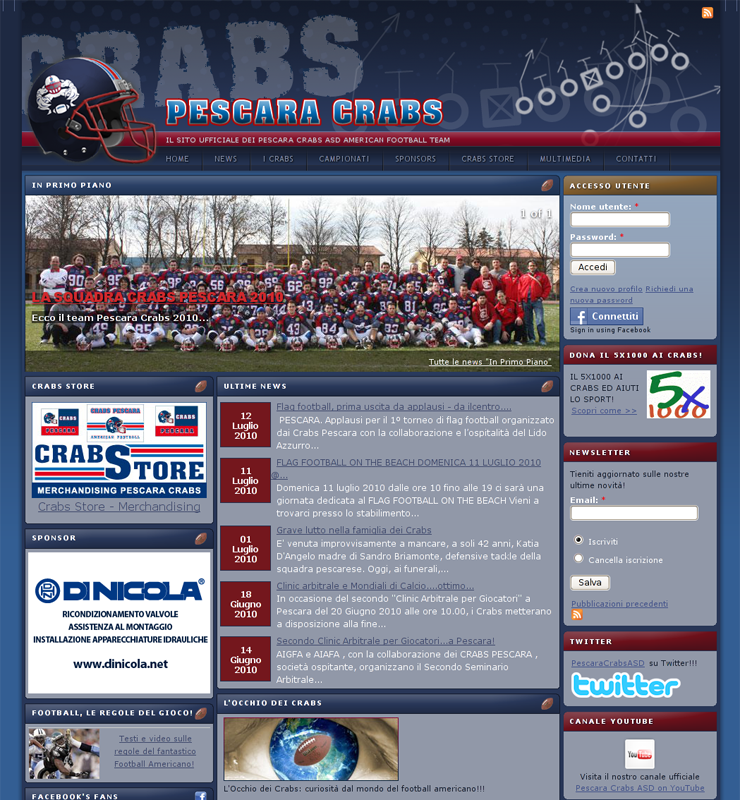 CRABS
PESCARA CRABS
IL SITO UFFICIALE DEI PESCARA CRABS ASD AMERICAN FOOTBALL TEAM
HOME NEWS I CRABS CAMPIONATI SPONSORS CRABS STORE MULTIMEDIA CONTATTI
IN PRIMO PIANO
1 of 1
LA SQUADRA CRABS PESCARA 2010
Ecco il team Pescara Crabs 2010...
Tutte le news "In Primo Piano"
CRABS STORE
CRABS PESCARA
AMERICAN FOOTBALL
CRABS STORE
MERCHANDISING PESCARA CRABS
Crabs Store - Merchandising
SPONSOR
DI NICOLA®
RICONDIZIONAMENTO VALVOLE
ASSISTENZA AL MONTAGGIO
INSTALLAZIONE APPARECCHIATURE IDRAULICHE
www.dinicola.net
FOOTBALL, LE REGOLE DEL GIOCO!
Testi e video sulle
regole del fantastico
Football Americano!
FACEBOOK'S FANS
ULTIME NEWS
12
Luglio
2010
Flag football, prima uscita da applausi - da ilcentro....
PESCARA. Applausi per il 1º torneo di flag football organizzato
dai Crabs Pescara con la collaborazione e l'ospitalità del Lido
Azzurro...
11
Luglio
2010
FLAG FOOTBALL ON THE BEACH DOMENICA 11 LUGLIO 2010
@...
Domenica 11 luglio 2010 dalle ore 10 fino alle 19 ci sarà una
giornata dedicata al FLAG FOOTBALL ON THE BEACH Vieni a
trovarci presso lo stabilimento...
01
Luglio
2010
Grave lutto nella famiglia dei Crabs
E' venuta improvvisamente a mancare, a soli 42 anni, Katia
D'Angelo madre di Sandro Briamonte, defensive tackle della
squadra pescarese. Oggi, ai funerali,...
18
Giugno
2010
Clinic arbitrale e Mondiali di Calcio....ottimo...
In occasione del secondo "Clinic Arbitrale per Giocatori" a
Pescara del 20 Giugno 2010 alle ore 10.00, i Crabs metteranno
a disposizione alla fine...
14
Giugno
2010
Secondo Clinic Arbitrale per Giocatori...a Pescara!
AIGFA e AIAFA , con la collaborazione dei CRABS PESCARA ,
società ospitante, organizzano il Secondo Seminario
Arbitrale...
L'OCCHIO DEI CRABS
L'Occhio dei Crabs: curiosità dal mondo del football americano!!!
ACCESSO UTENTE
Nome utente: *
Password: *
Accedi
Crea nuovo profilo Richiedi una
nuova password
f Connettiti
Sign in using Facebook
DONA IL 5X1000 AI CRABS!
IL 5X1000 AI
CRABS ED AIUTI
LO SPORT!
Scopri come >>
5x
1000
NEWSLETTER
Tieniti aggiornato sulle nostre
ultime novità!
Email: *
Iscriviti
Cancella iscrizione
Salva
Pubblicazioni precedenti
TWITTER
PescaraCrabsASD su Twitter!!!
twitter
CANALE YOUTUBE
You Tube
Visita il nostro canale ufficiale
Pescara Crabs ASD on YouTube